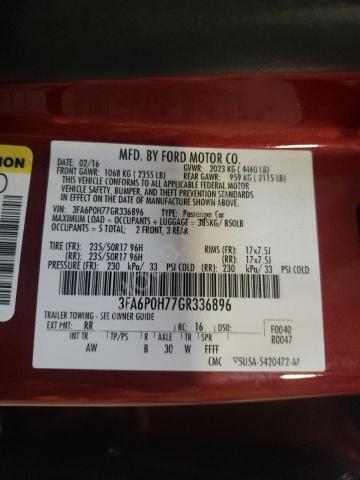 MFD. BY FORD MOTOR CO.
DATE: 02/16 GVWR: 2023 KG ( 4460 LB)
FRONT GAWR: 1068 KG ( 2355 LB) REAR GAWR: 959 KG ( 2115 LB)
THIS VEHICLE CONFORMS TO ALL APPLICABLE FEDERAL MOTOR
VEHICLE SAFETY, BUMPER, AND THEFT PREVENTION STANDARDS IN
EFFECT ON THE DATE OF MANUFACTURE SHOWN ABOVE.
VIN: 3FA6P0H77GR336896 TYPE: Passenger Car
MAXIMUM LOAD = OCCUPANTS + LUGGAGE = 385KG/850LB
OCCUPANTS = 5 TOTAL: 2 FRONT, 3 REAR
TIRE (FR): 235/50R17 96H RIMS (FR): 17x7.5J
(RR): 235/50R17 96H (RR): 17x7.5J
PRESSURE (FR): 230 kPa/ 33 PSI COLD (RR): 230 kPa/ 33 PSI COLD
3FA6P0H77GR336896
TRAILER TOWING - SEE OWNER GUIDE
EXT PNT: RR RC: 16 DSO: F0040
INT TR TP/PS R AXLE TR SPR R0047
AW B 30 W FFFF
CMC